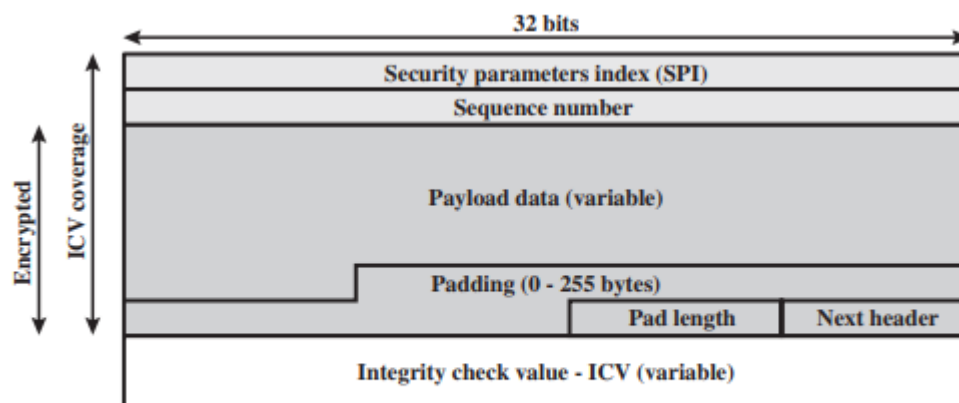 32 bits
Security parameters index (SPI)
Sequence number
Encrypted
ICV coverage
Payload data (variable)
Padding (0 - 255 bytes)
Pad length
Next header
Integrity check value - ICV (variable)